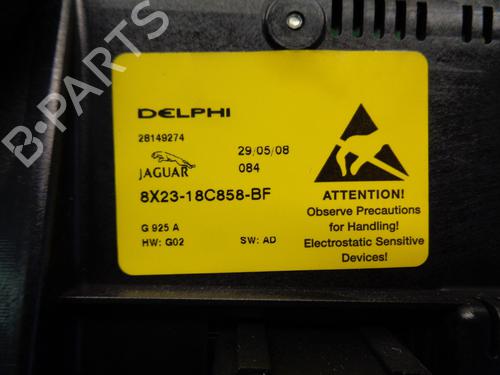 B-PARTS
DELPHI
28149274
29/05/08
JAGUAR
084
8X23-18C858-BF
G 925 A
HW: G02 SW: AD
ATTENTION!
Observe Precautions
for Handling!
Electrostatic Sensitive
Devices!